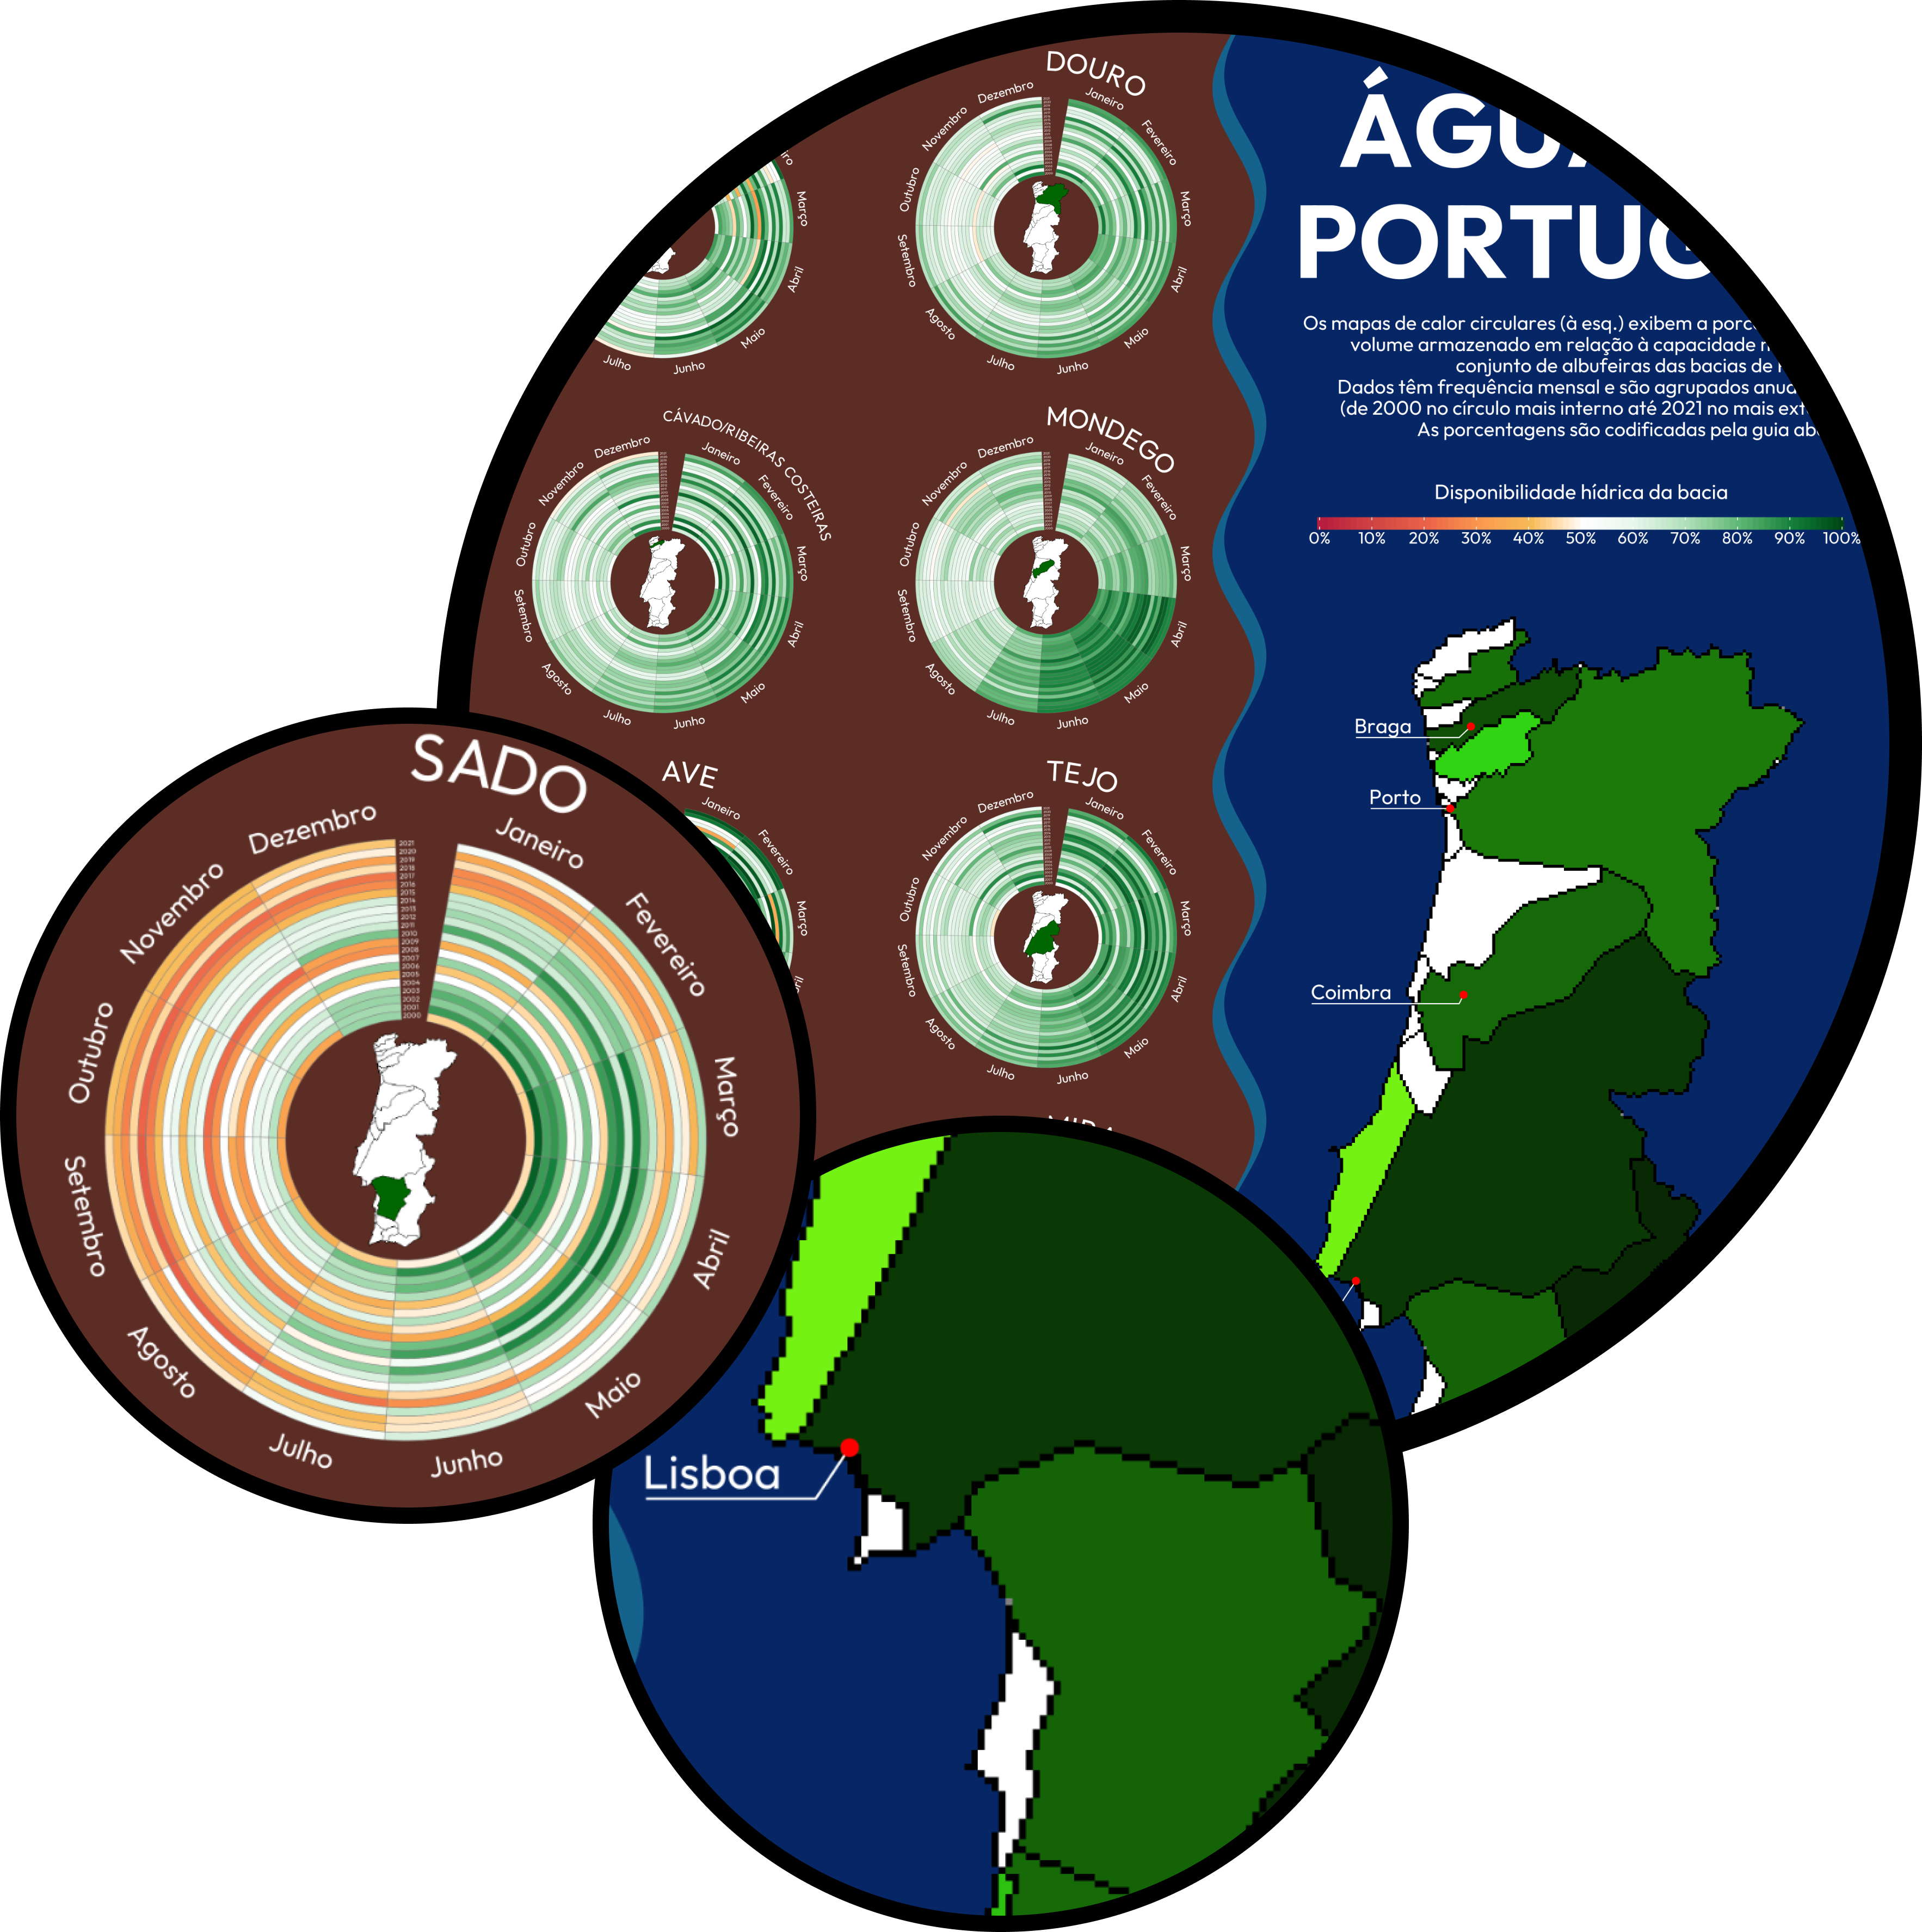 DOURO
Janeiro
Fevereiro
Março
Abril
Maio
Junho
Julho
Agosto
Setembro
Outubro
Novembro
Dezembro
Março
Abril
Maio
Junho
Julho
CÁVADO/RIBEIRAS COSTEIRAS
Janeiro
Fevereiro
Março
Abril
Maio
Junho
Julho
Agosto
Setembro
Outubro
Novembro
Dezembro
MONDEGO
Janeiro
Fevereiro
Março
Abril
Maio
Junho
Julho
Agosto
Setembro
Outubro
Novembro
Dezembro
AVE
Janeiro
Fevereiro
Março
TEJO
Janeiro
Fevereiro
Março
Abril
Maio
Junho
Julho
Agosto
Setembro
Outubro
Novembro
Dezembro
SADO
Janeiro
Fevereiro
Março
Abril
Maio
Junho
Julho
Agosto
Setembro
Outubro
Novembro
Dezembro
2021
2020
2019
2018
2017
2016
2015
2014
2013
2012
2011
2010
2009
2008
2007
2006
2005
2004
2003
2002
2001
2000
ÁGU
PORTUG
Os mapas de calor circulares (à esq.) exibem a porc
volume armazenado em relação à capacidade
conjunto de albufeiras das bacias de
Dados têm frequência mensal e são agrupados anua
(de 2000 no círculo mais interno até 2021 no mais ext
As porcentagens são codificadas pela guia ab
Disponibilidade hídrica da bacia
0% 10% 20% 30% 40% 50% 60% 70% 80% 90% 100%
Braga
Porto
Coimbra
Lisboa